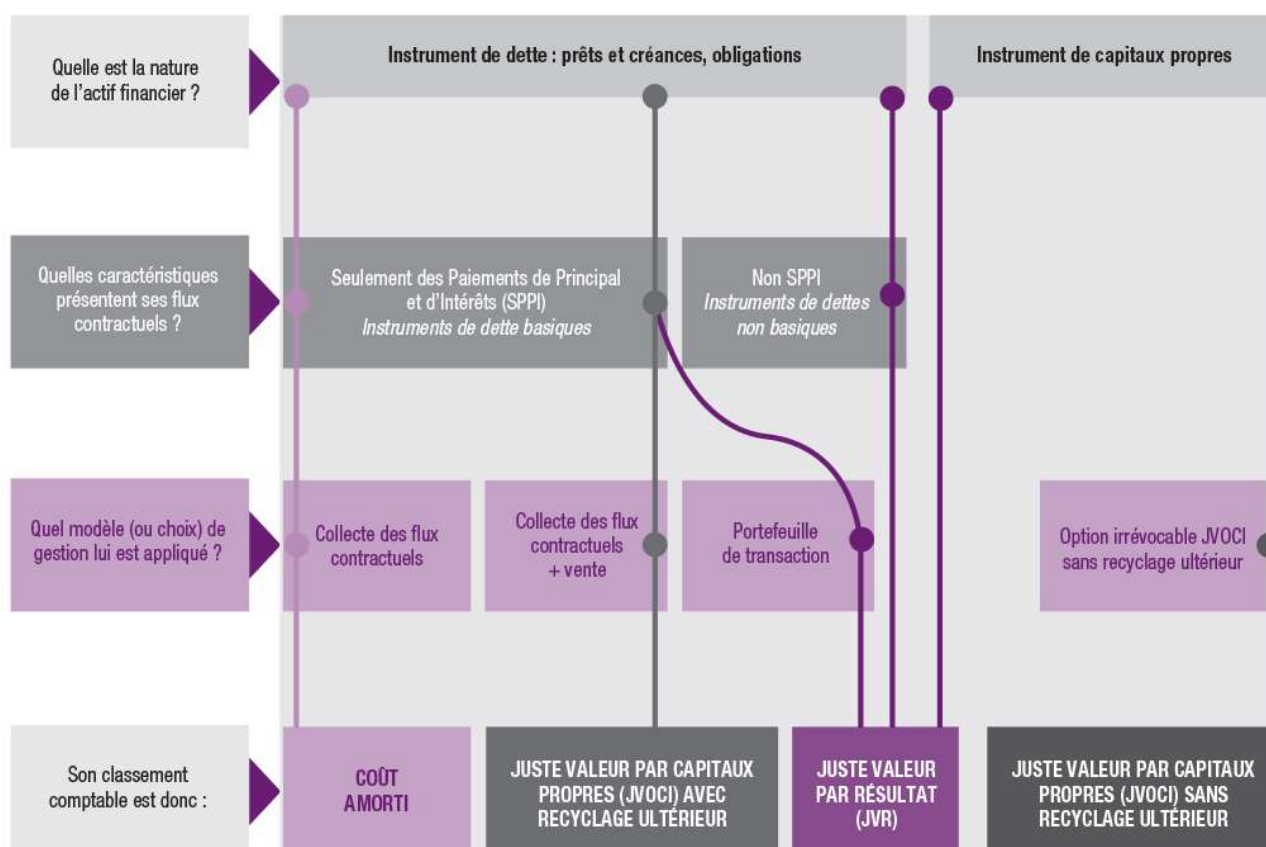 Quelle est la nature
de l'actif financier ?
Instrument de dette : prêts et créances, obligations
Instrument de capitaux propres
Quelles caractéristiques
présentent ses flux
contractuels ?
Seulement des Paiements de Principal
et d'Intérêts (SPPI)
Instruments de dette basiques
Non SPPI
Instruments de dettes
non basiques
Quel modèle (ou choix) de
gestion lui est appliqué ?
Collecte des flux
contractuels
Collecte des flux
contractuels
+ vente
Portefeuille
de transaction
Option irrévocable JVOCI
sans recyclage ultérieur
Son classement
comptable est donc :
COÛT
AMORTI
JUSTE VALEUR PAR CAPITAUX
PROPRES (JVOCI) AVEC
RECYCLAGE ULTÉRIEUR
JUSTE VALEUR
PAR RÉSULTAT
(JVR)
JUSTE VALEUR PAR CAPITAUX
PROPRES (JVOCI) SANS
RECYCLAGE ULTÉRIEUR